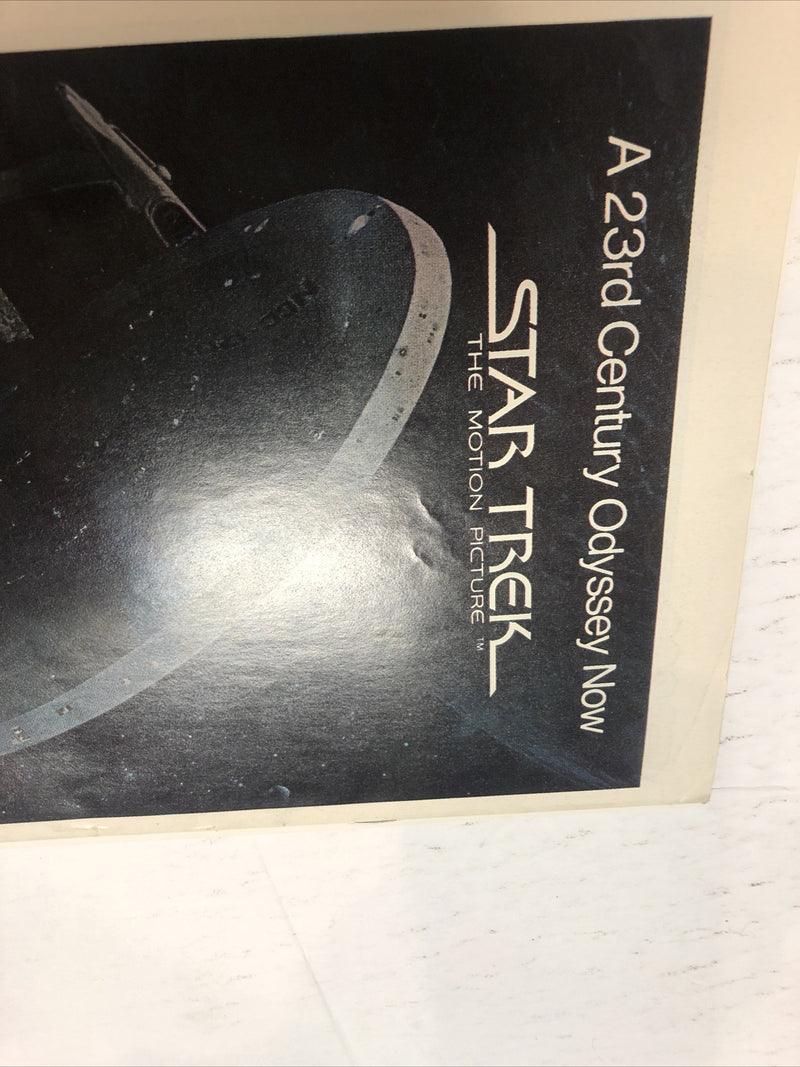 A 23rd Century Odyssey Now
STAR TREK
THE MOTION PICTURE ™